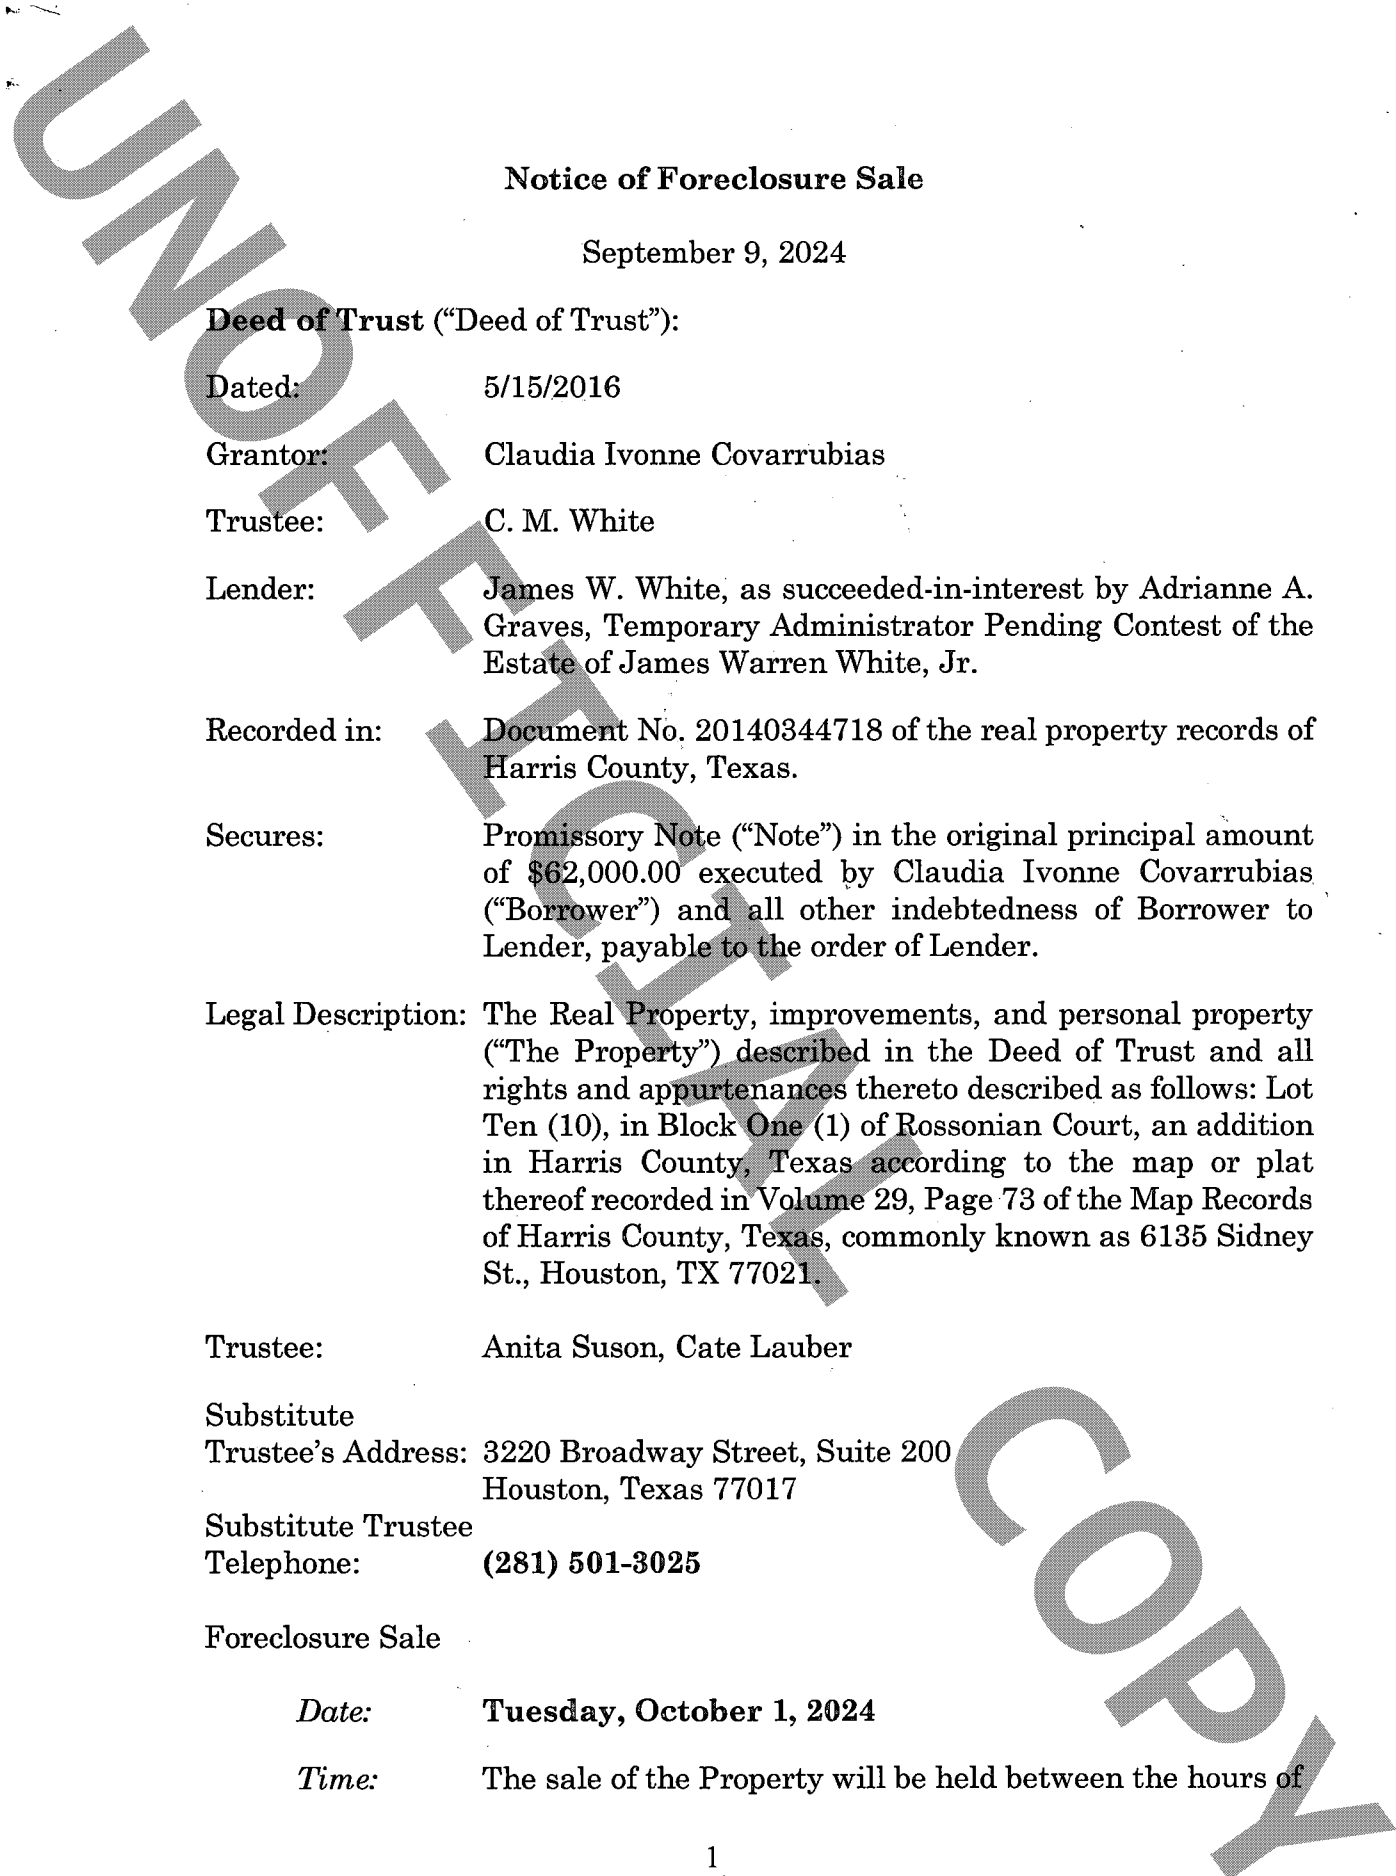 Notice of Foreclosure Sale
September 9, 2024
Deed of Trust (“Deed of Trust”):
Dated: 5/15/2016
Grantor: Claudia Ivonne Covarrubias
Trustee: C. M. White
Lender: James W. White, as succeeded-in-interest by Adrianne A.
Graves, Temporary Administrator Pending Contest of the
Estate of James Warren White, Jr.
Recorded in: Document No. 20140344718 of the real property records of
Harris County, Texas.
Secures: Promissory Note (“Note”) in the original principal amount
of $62,000.00 executed by Claudia Ivonne Covarrubias
(“Borrower”) and all other indebtedness of Borrower to
Lender, payable to the order of Lender.
Legal Description: The Real Property, improvements, and personal property
(“The Property”) described in the Deed of Trust and all
rights and appurtenances thereto described as follows: Lot
Ten (10), in Block One (1) of Rossonian Court, an addition
in Harris County, Texas according to the map or plat
thereof recorded in Volume 29, Page 73 of the Map Records
of Harris County, Texas, commonly known as 6135 Sidney
St., Houston, TX 77021.
Trustee: Anita Suson, Cate Lauber
Substitute
Trustee’s Address: 3220 Broadway Street, Suite 200
Houston, Texas 77017
Substitute Trustee
Telephone: (281) 501-3025
Foreclosure Sale
Date: Tuesday, October 1, 2024
Time: The sale of the Property will be held between the hours of
1
UNOFFICIAL COPY